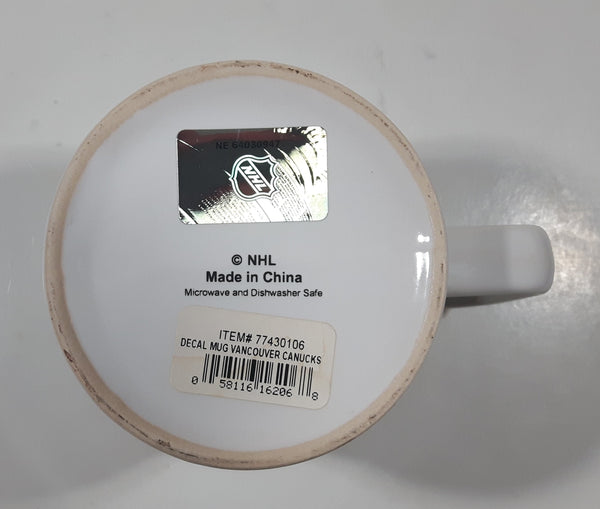 NE 64030947
NHL
© NHL
Made in China
Microwave and Dishwasher Safe
ITEM# 77430106
DECAL MUG VANCOUVER CANUCKS
0 58116 16206 8